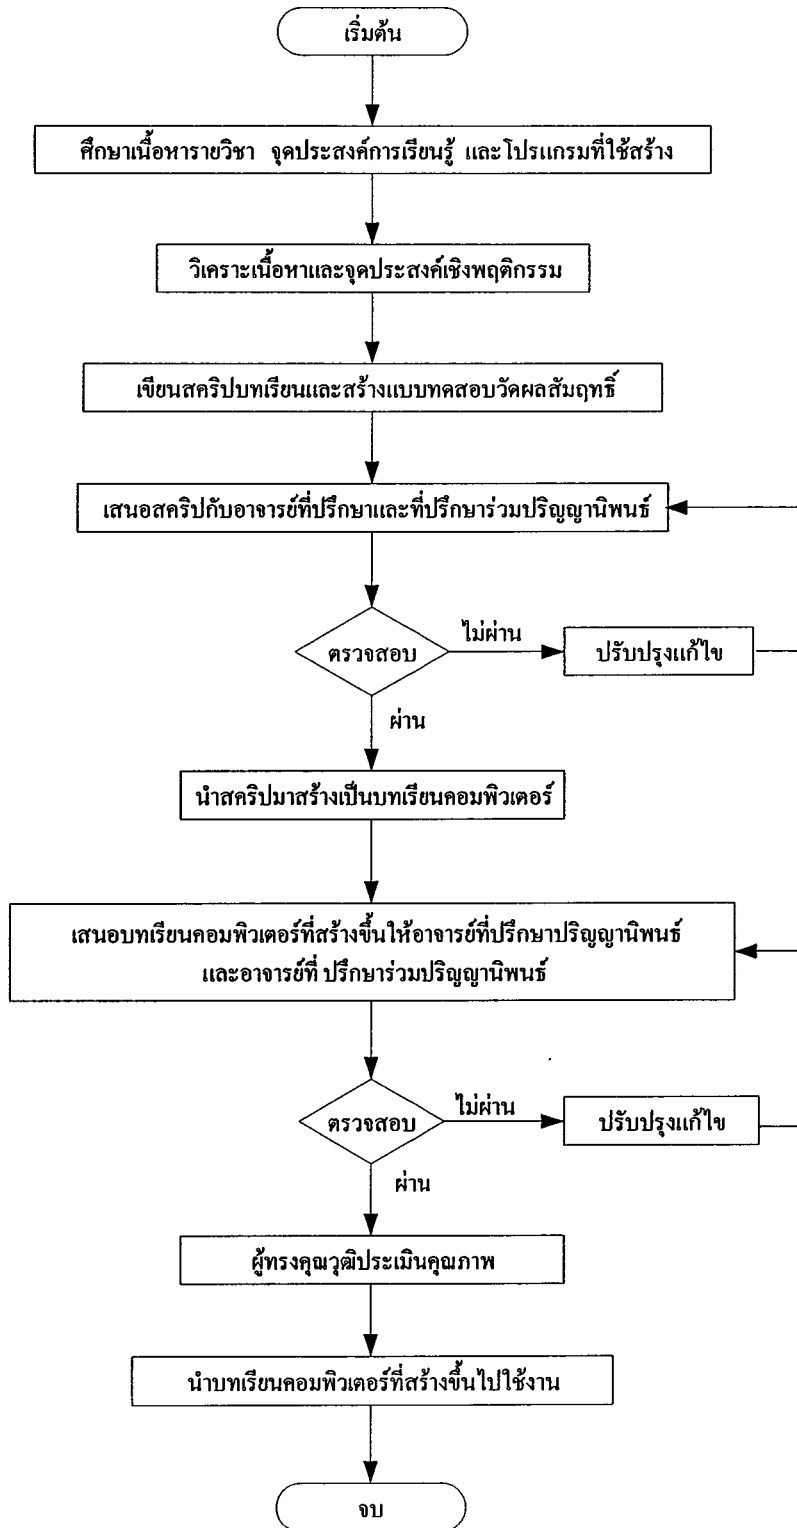 เริ่มต้น
ศึกษาเนื้อหารายวิชา จุดประสงค์การเรียนรู้ และโปรแกรมที่ใช้สร้าง
วิเคราะเนื้อหาและจุดประสงค์เชิงพฤติกรรม
เขียนสคริปบทเรียนและสร้างแบบทดสอบวัดผลสัมฤทธิ์
เสนอสคริปกับอาจารย์ที่ปรึกษาและที่ปรึกษาร่วมปริญญานิพนธ์
ตรวจสอบ
ไม่ผ่าน
ปรับปรุงแก้ไข
ผ่าน
นำสคริปมาสร้างเป็นบทเรียนคอมพิวเตอร์
เสนอบทเรียนคอมพิวเตอร์ที่สร้างขึ้นให้อาจารย์ที่ปรึกษาปริญญานิพนธ์
และอาจารย์ที่ ปรึกษาร่วมปริญญานิพนธ์
ตรวจสอบ
ไม่ผ่าน
ปรับปรุงแก้ไข
ผ่าน
ผู้ทรงคุณวุฒิประเมินคุณภาพ
นำบทเรียนคอมพิวเตอร์ที่สร้างขึ้นไปใช้งาน
จบ